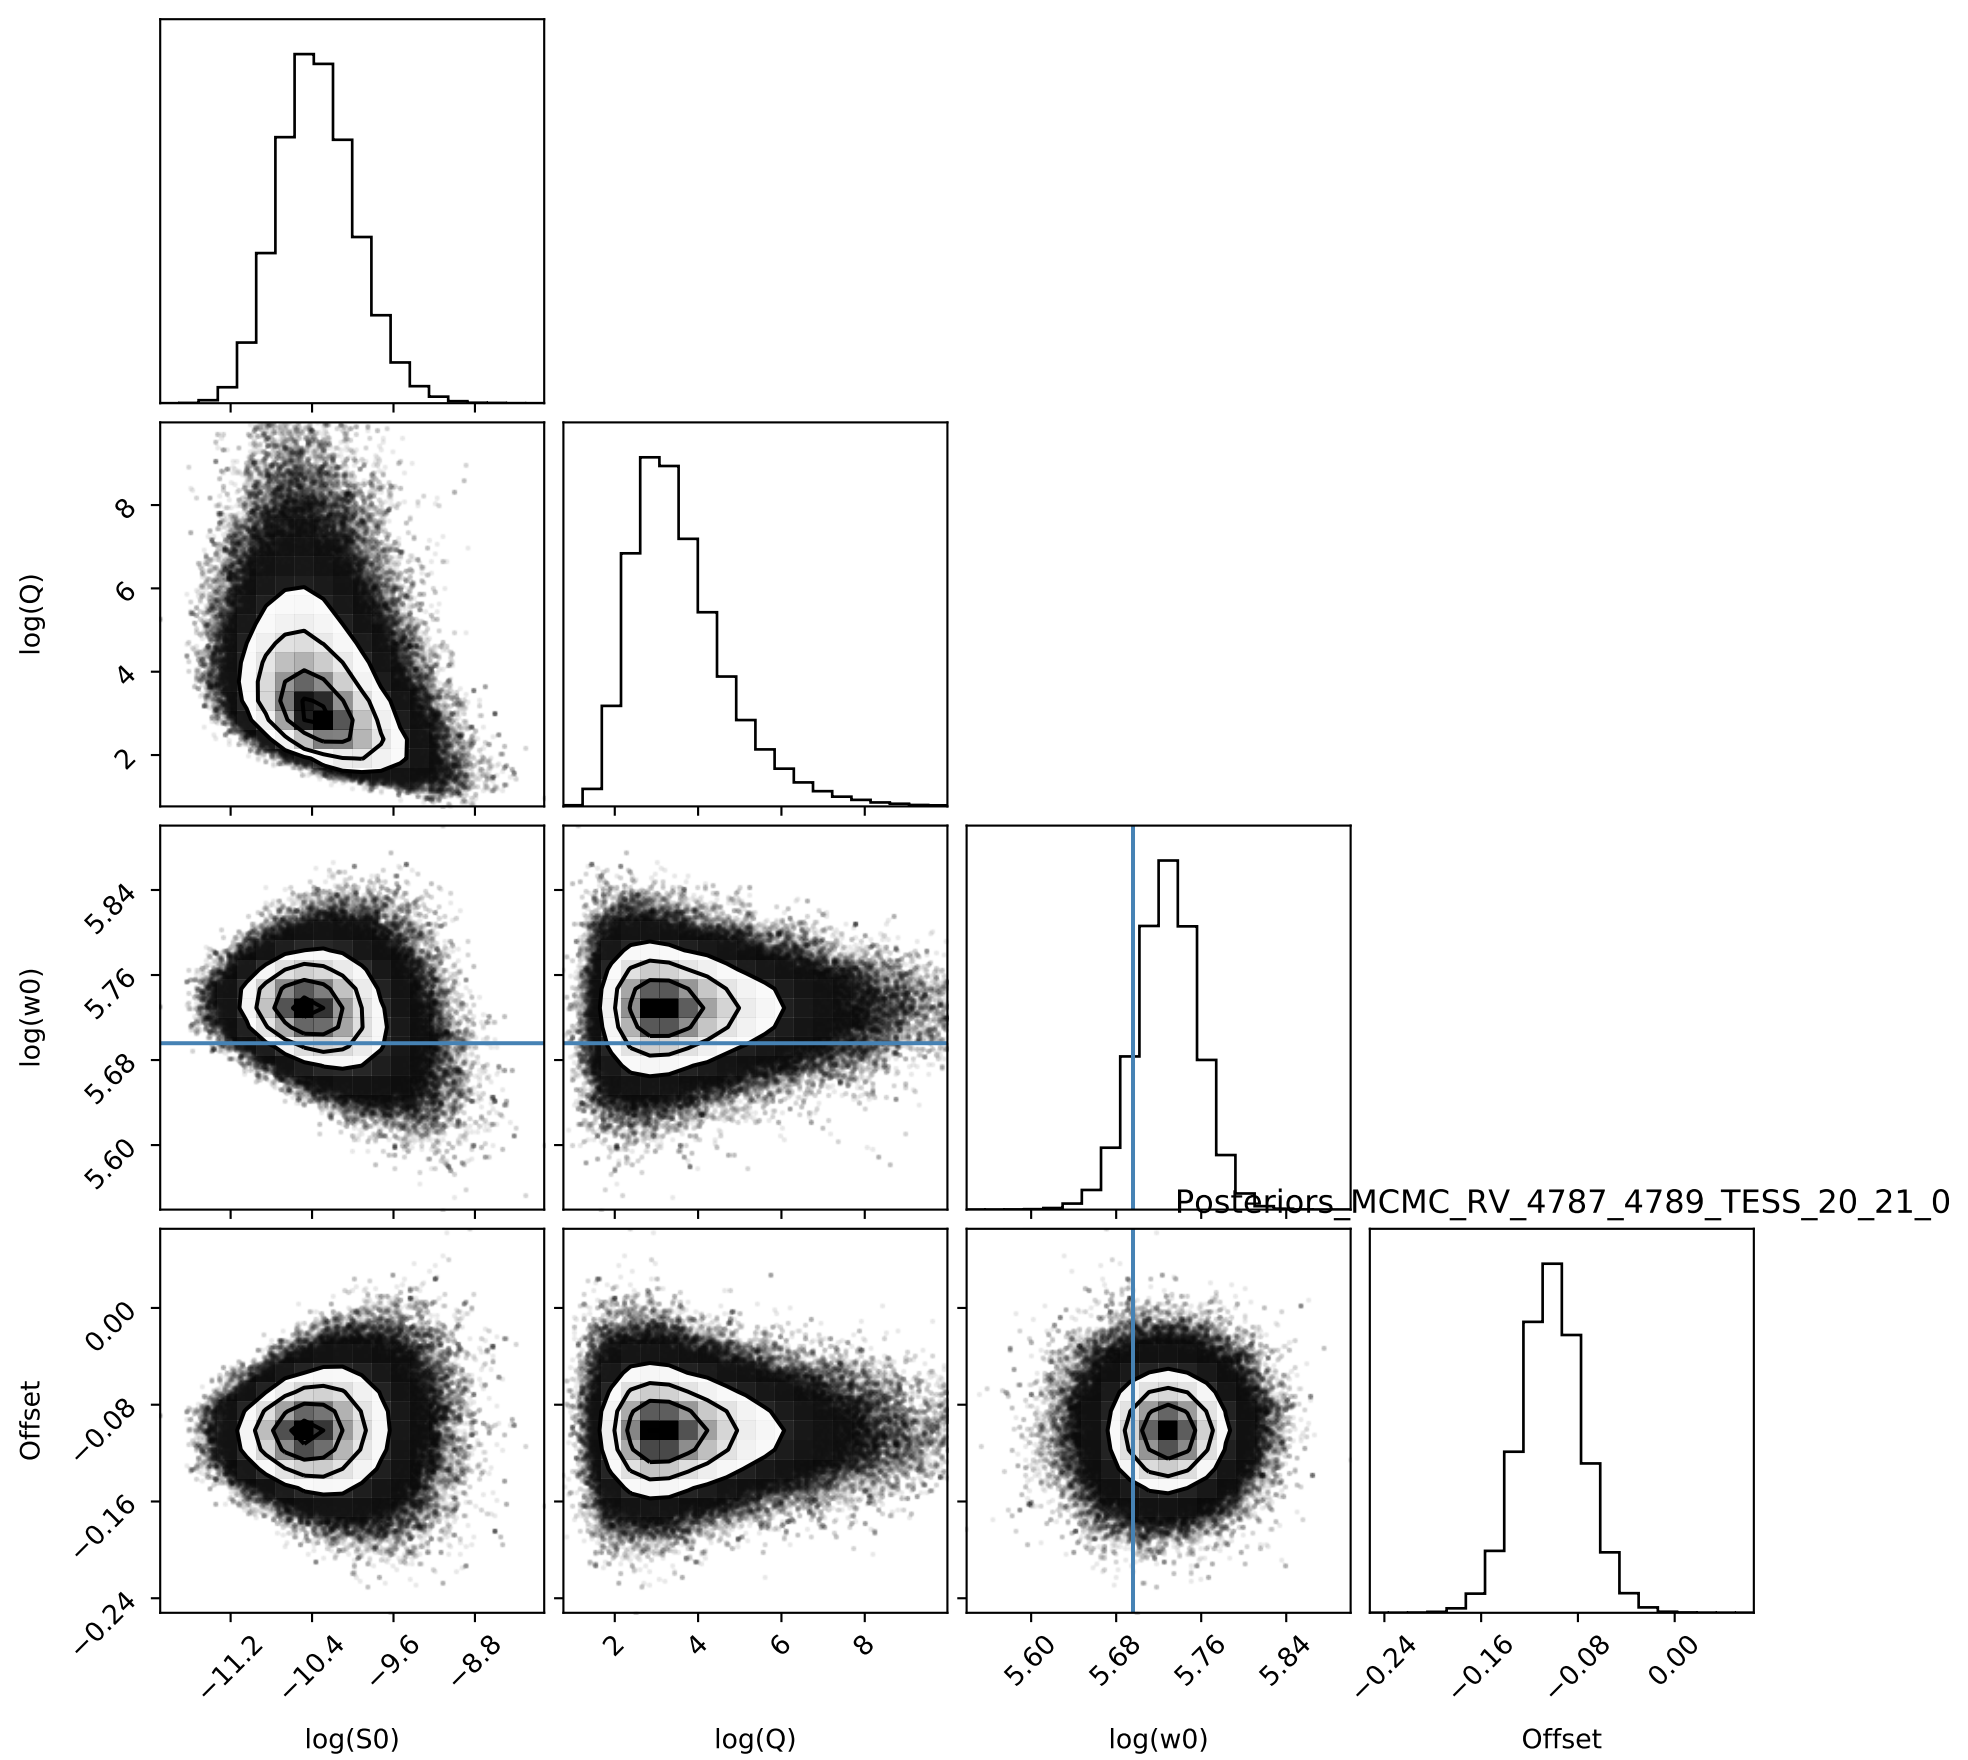 log(Q)
8
6
4
2
log(w0)
5.84
5.76
5.68
5.60
Posteriors_MCMC_RV_4787_4789_TESS_20_21_0
Offset
0.00
−0.08
−0.16
−0.24
−11.2 −10.4 −9.6 −8.8
2 4 6 8
5.60 5.68 5.76 5.84
−0.24 −0.16 −0.08 0.00
log(S0)
log(Q)
log(w0)
Offset